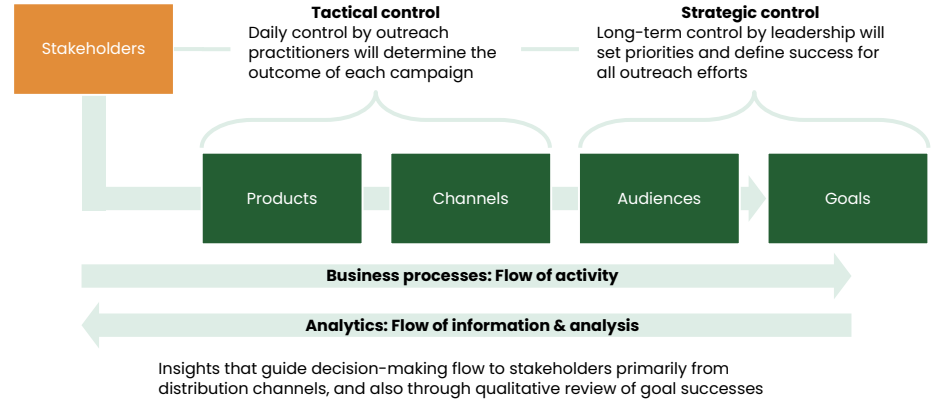 Stakeholders
Tactical control
Daily control by outreach
practitioners will determine the
outcome of each campaign
Strategic control
Long-term control by leadership will
set priorities and define success for
all outreach efforts
Products
Channels
Audiences
Goals
Business processes: Flow of activity
Analytics: Flow of information & analysis
Insights that guide decision-making flow to stakeholders primarily from
distribution channels, and also through qualitative review of goal successes